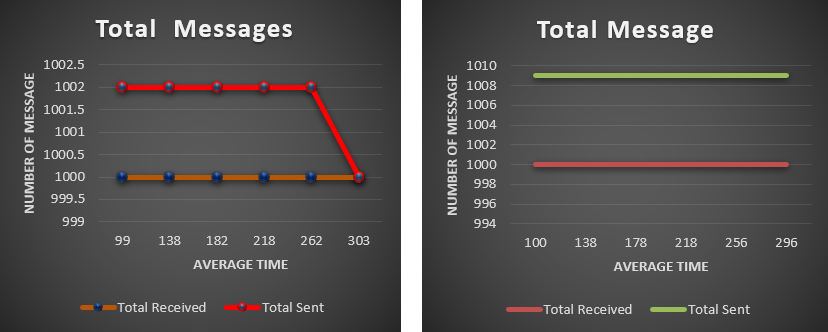 Total Messages
NUMBER OF MESSAGE
1002.5
1002
1001.5
1001
1000.5
1000
999.5
999
99 138 182 218 262 303
AVERAGE TIME
Total Received Total Sent
Total Message
NUMBER OF MESSAGE
1010
1008
1006
1004
1002
1000
998
996
994
100 138 178 218 256 296
AVERAGE TIME
Total Received Total Sent